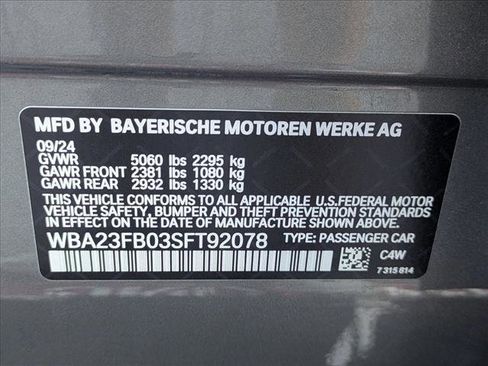 MFD BY BAYERISCHE MOTOREN WERKE AG
09/24
GVWR 5060 lbs 2295 kg
GAWR FRONT 2381 lbs 1080 kg
GAWR REAR 2932 lbs 1330 kg
THIS VEHICLE CONFORMS TO ALL APPLICABLE U.S.FEDERAL MOTOR
VEHICLE SAFETY, BUMPER AND THEFT PREVENTION STANDARDS
IN EFFECT ON THE DATE OF MANUFACTURE SHOWN ABOVE.
WBA23FB03SFT92078 TYPE: PASSENGER CAR
C4W
7 315 814